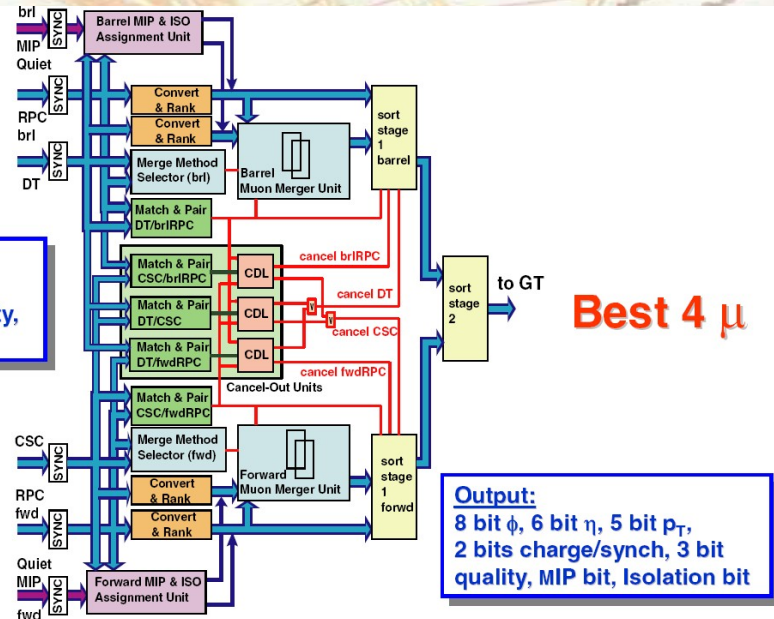 brl
MIP
Quiet
SYNC
Barrel MIP & ISO
Assignment Unit
SYNC
RPC
brl
Convert
& Rank
Convert
& Rank
sort
stage
1
barrel
SYNC
DT
Merge Method
Selector (brl)
Barrel
Muon Merger Unit
Match & Pair
DT/brlRPC
Match & Pair
CSC/brlRPC
CDL
cancel brlRPC
Match & Pair
DT/CSC
CDL
cancel DT
cancel CSC
Match & Pair
DT/fwdRPC
CDL
cancel fwdRPC
Cancel-Out Units
sort
stage
2
to GT
Best 4 μ
ty,
Match & Pair
CSC/fwdRPC
CSC
SYNC
Merge Method
Selector (fwd)
Forward
Muon Merger Unit
sort
stage
1
forwd
RPC
fwd
SYNC
Convert
& Rank
Convert
& Rank
Quiet
MIP
fwd
SYNC
Forward MIP & ISO
Assignment Unit
Output:
8 bit ϕ, 6 bit η, 5 bit pT,
2 bits charge/synch, 3 bit
quality, MIP bit, Isolation bit